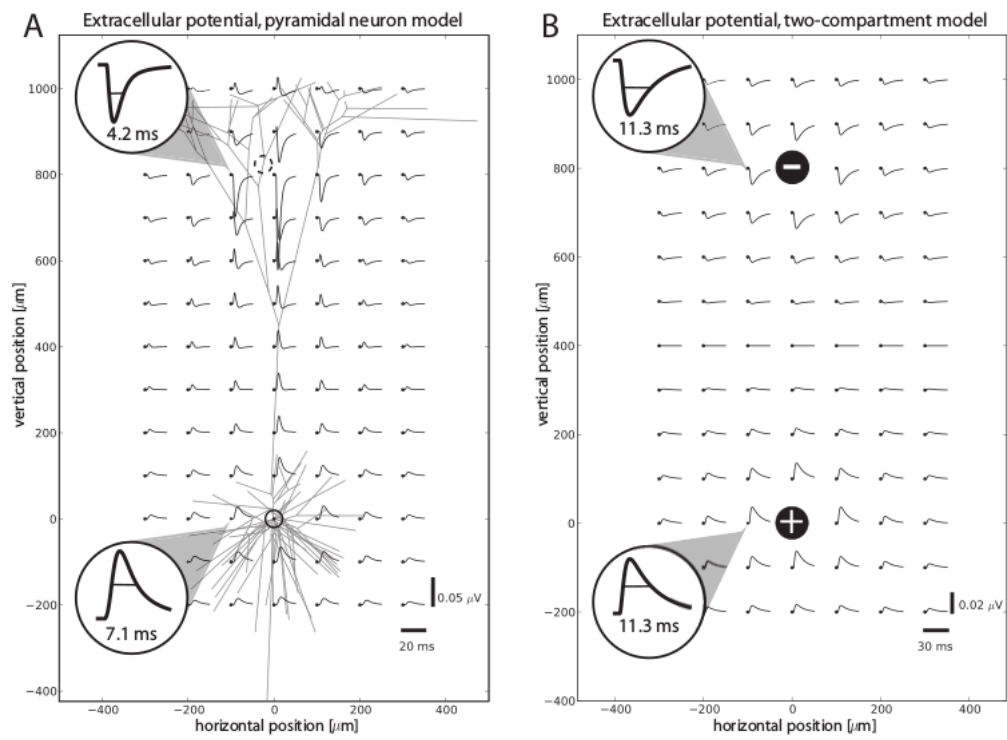 A
Extracellular potential, pyramidal neuron model
1000
800
600
400
200
0
−200
−400
vertical position [μm]
4.2 ms
7.1 ms
0.05 μV
20 ms
−400
−200
0
200
400
horizontal position [μm]
B
Extracellular potential, two-compartment model
1000
800
600
400
200
0
−200
−400
vertical position [μm]
11.3 ms
−
+
11.3 ms
0.02 μV
30 ms
−400
−200
0
200
400
horizontal position [μm]